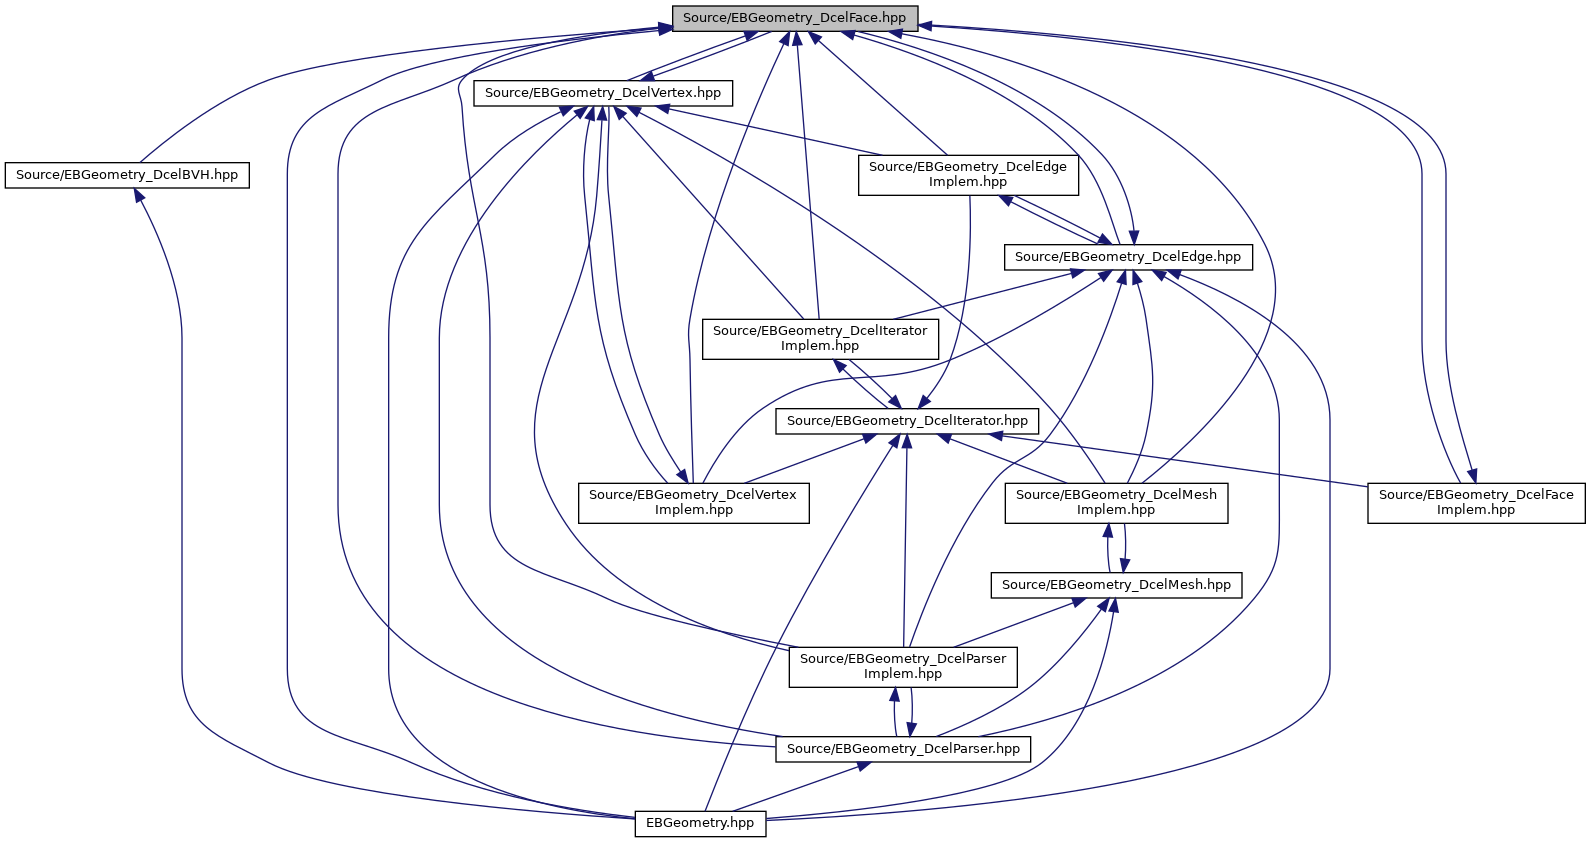 Source/EBGeometry_DcelFace.hpp
Source/EBGeometry_DcelVertex.hpp
Source/EBGeometry_DcelBVH.hpp
Source/EBGeometry_DcelEdge
Implem.hpp
Source/EBGeometry_DcelEdge.hpp
Source/EBGeometry_DcelIterator
Implem.hpp
Source/EBGeometry_DcelIterator.hpp
Source/EBGeometry_DcelVertex
Implem.hpp
Source/EBGeometry_DcelMesh
Implem.hpp
Source/EBGeometry_DcelFace
Implem.hpp
Source/EBGeometry_DcelMesh.hpp
Source/EBGeometry_DcelParser
Implem.hpp
Source/EBGeometry_DcelParser.hpp
EBGeometry.hpp